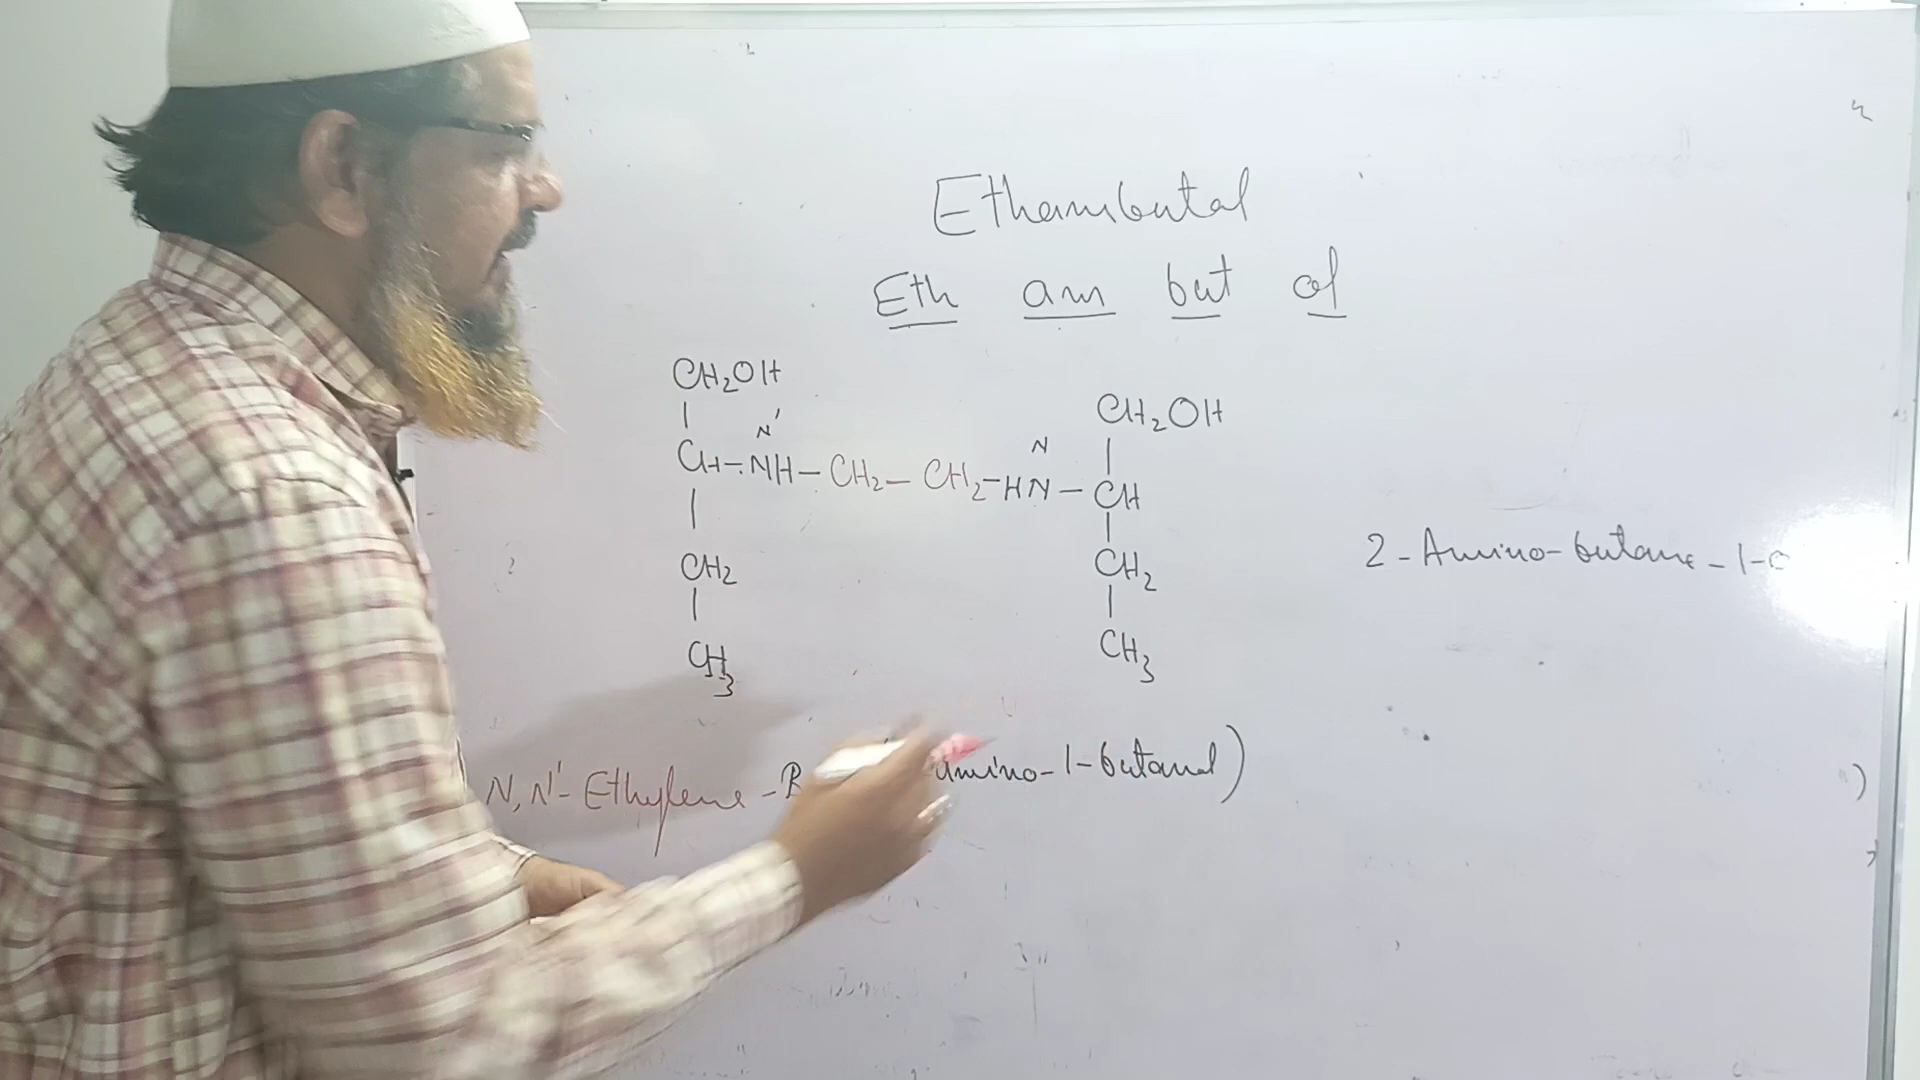 Ethambutol
Eth am but ol
CH2OH
CH2OH
N'
N
CH-NH-CH2-CH2-HN-CH
CH2
CH2
CH3
CH3
2-Amino-butane-1-
N,N'-Ethylene- amino-1-butanol)